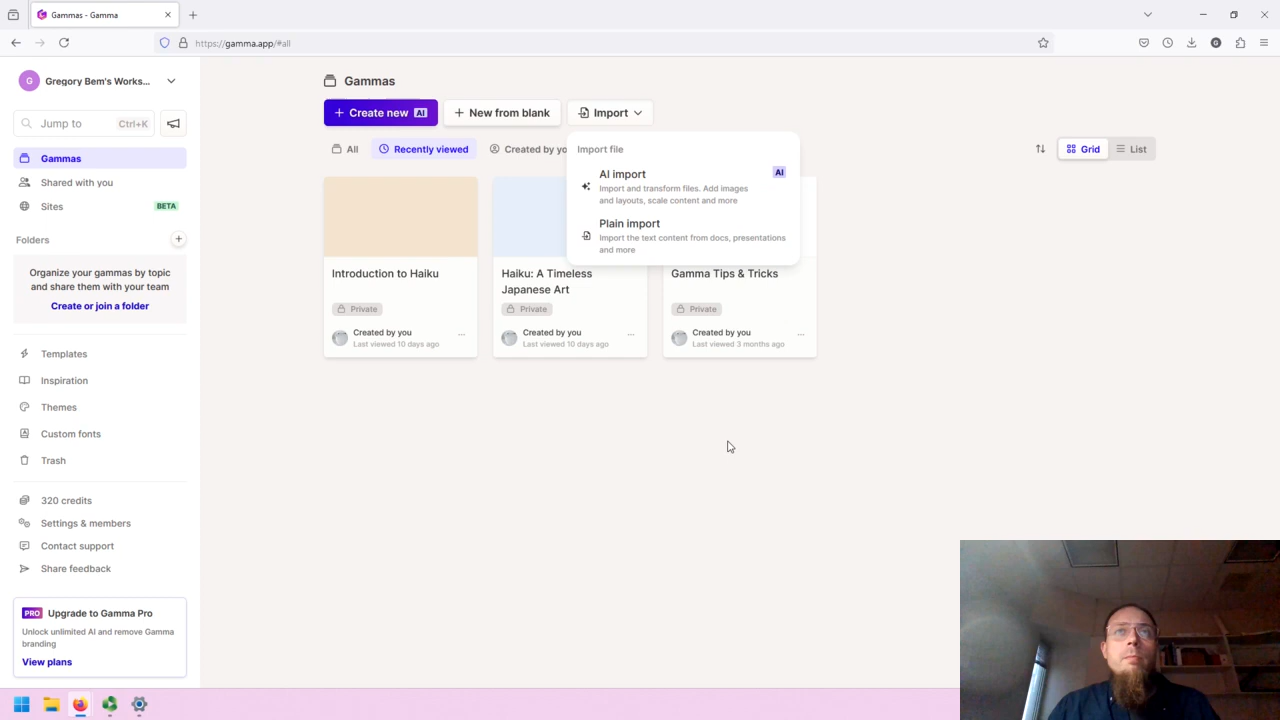 Gammas - Gamma
https://gamma.app/#all
G
Gregory Bem's Works...
Jump to
Ctrl+K
Gammas
Shared with you
Sites
BETA
Folders
Organize your gammas by topic
and share them with your team
Create or join a folder
Templates
Inspiration
Themes
Custom fonts
Trash
320 credits
Settings & members
Contact support
Share feedback
PRO
Upgrade to Gamma Pro
Unlock unlimited AI and remove Gamma
branding
View plans
Gammas
Create new AI
New from blank
Import
All
Recently viewed
Created by yo
Grid
List
Import file
AI import
AI
Import and transform files. Add images
and layouts, scale content and more
Plain import
Import the text content from docs, presentations
and more
Introduction to Haiku
Private
Created by you
Last viewed 10 days ago
Haiku: A Timeless
Japanese Art
Private
Created by you
Last viewed 10 days ago
Gamma Tips & Tricks
Private
Created by you
Last viewed 3 months ago